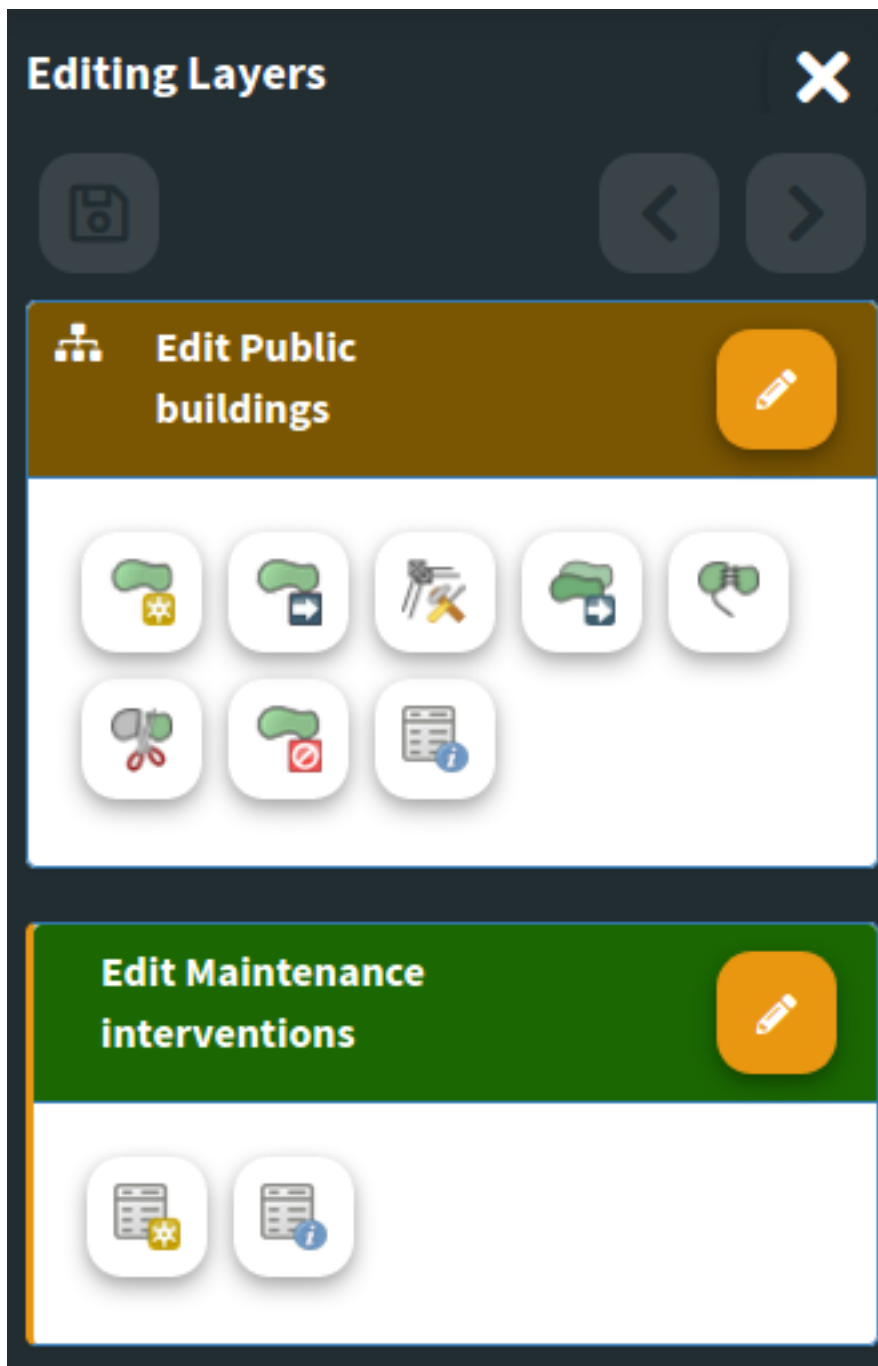 Editing Layers
Edit Public
buildings
Edit Maintenance
interventions